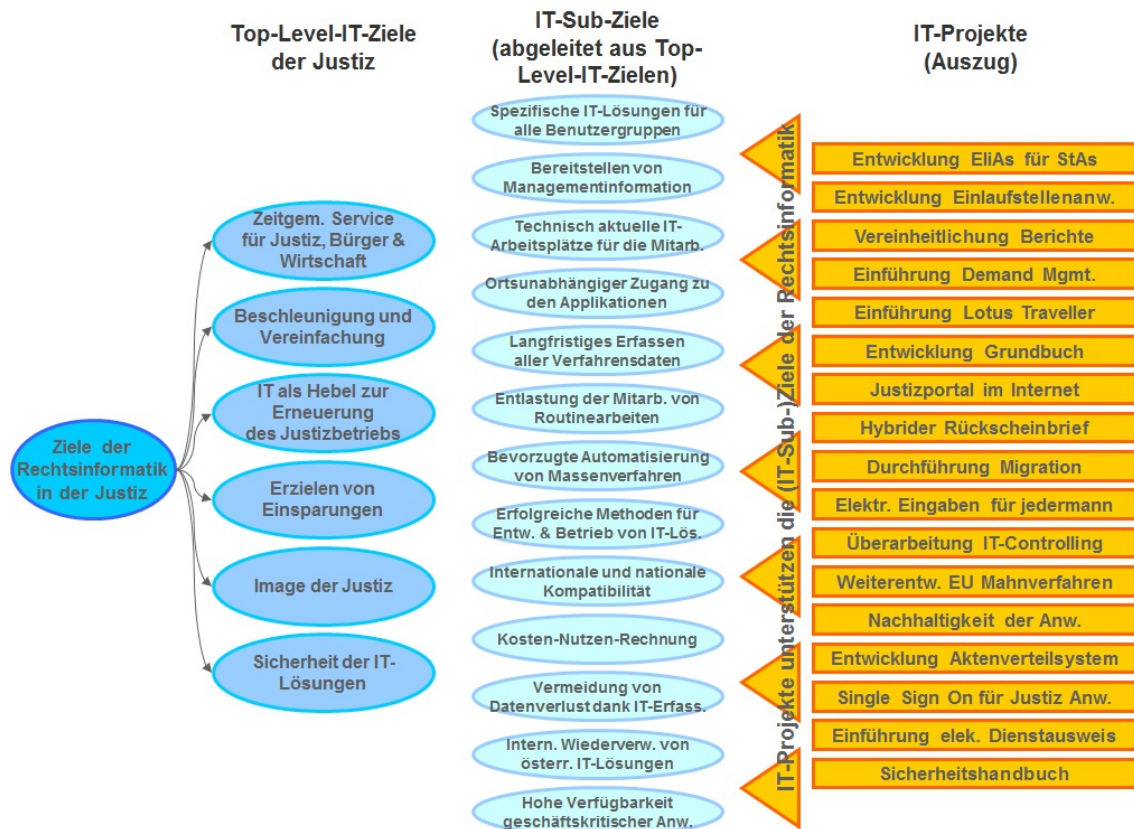 Top-Level-IT-Ziele
der Justiz
IT-Sub-Ziele
(abgeleitet aus Top-
Level-IT-Zielen)
IT-Projekte
(Auszug)
Ziele der
Rechtsinformatik
in der Justiz
Zeitgem. Service
für Justiz, Bürger &
Wirtschaft
Beschleunigung und
Vereinfachung
IT als Hebel zur
Erneuerung
des Justizbetriebs
Erzielen von
Einsparungen
Image der Justiz
Sicherheit der IT-
Lösungen
Spezifische IT-Lösungen für
alle Benutzergruppen
Bereitstellen von
Managementinformation
Technisch aktuelle IT-
Arbeitsplätze für die Mitarb.
Ortsunabhängiger Zugang zu
den Applikationen
Langfristiges Erfassen
aller Verfahrensdaten
Entlastung der Mitarb. von
Routinearbeiten
Bevorzugte Automatisierung
von Massenverfahren
Erfolgreiche Methoden für
Entw. & Betrieb von IT-Lös.
Internationale und nationale
Kompatibilität
Kosten-Nutzen-Rechnung
Vermeidung von
Datenverlust dank IT-Erfass.
Intern. Wiederverw. von
österr. IT-Lösungen
Hohe Verfügbarkeit
geschäftskritischer Anw.
IT-Projekte unterstützen die (IT-Sub-)Ziele der Rechtsinformatik
Entwicklung EliAs für StAs
Entwicklung Einlaufstellenanw.
Vereinheitlichung Berichte
Einführung Demand Mgmt.
Einführung Lotus Traveller
Entwicklung Grundbuch
Justizportal im Internet
Hybrider Rückscheinbrief
Durchführung Migration
Elektr. Eingaben für jedermann
Überarbeitung IT-Controlling
Weiterentw. EU Mahnverfahren
Nachhaltigkeit der Anw.
Entwicklung Aktenverteilsystem
Single Sign On für Justiz Anw.
Einführung elek. Dienstausweis
Sicherheitshandbuch